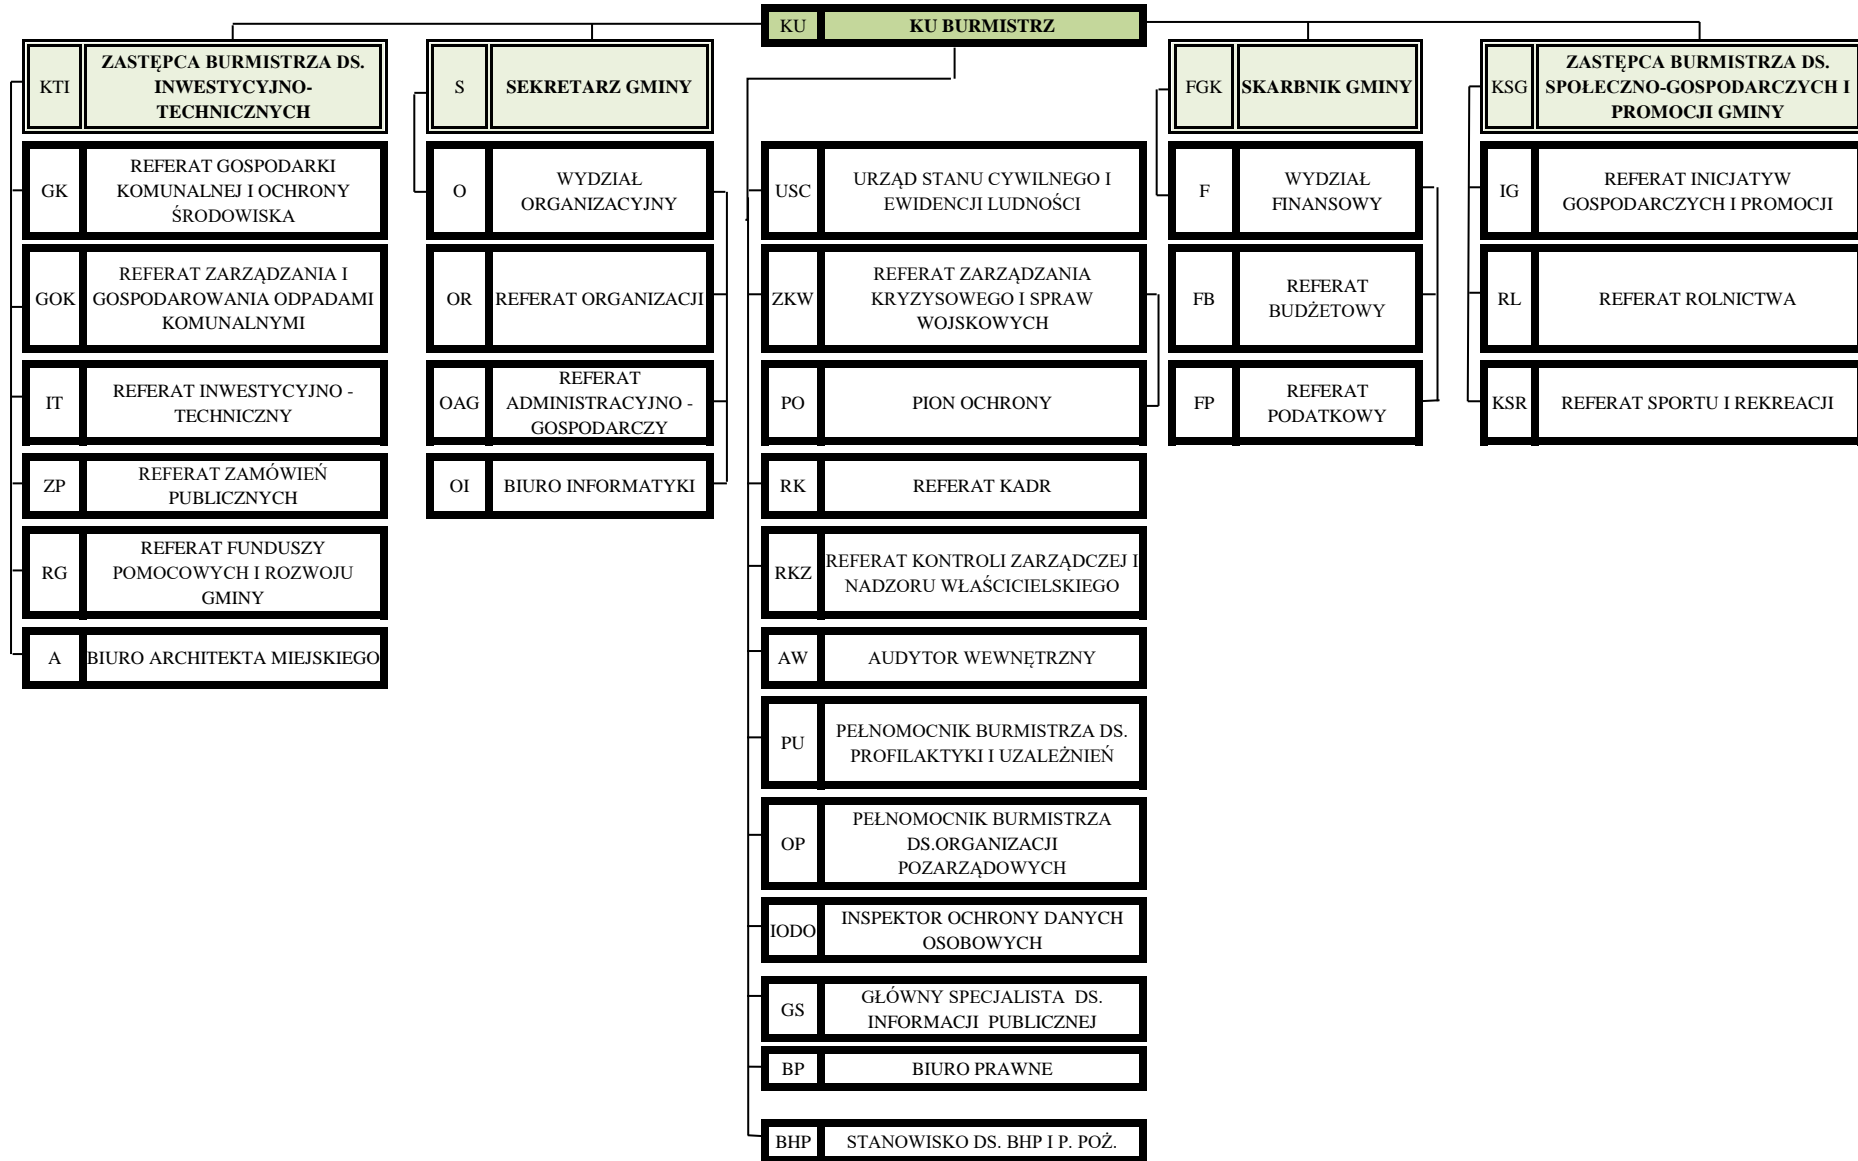 KU
KU BURMISTRZ
KTI
ZASTĘPCA BURMISTRZA DS.
INWESTYCYJNO-
TECHNICZNYCH
GK
REFERAT GOSPODARKI
KOMUNALNEJ I OCHRONY
ŚRODOWISKA
GOK
REFERAT ZARZĄDZANIA I
GOSPODAROWANIA ODPADAMI
KOMUNALNYMI
IT
REFERAT INWESTYCYJNO -
TECHNICZNY
ZP
REFERAT ZAMÓWIEŃ
PUBLICZNYCH
RG
REFERAT FUNDUSZY
POMOCOWYCH I ROZWOJU
GMINY
A
BIURO ARCHITEKTA MIEJSKIEGO
S
SEKRETARZ GMINY
O
WYDZIAŁ
ORGANIZACYJNY
OR
REFERAT ORGANIZACJI
OAG
REFERAT
ADMINISTRACYJNO -
GOSPODARCZY
OI
BIURO INFORMATYKI
USC
URZĄD STANU CYWILNEGO I
EWIDENCJI LUDNOŚCI
ZKW
REFERAT ZARZĄDZANIA
KRYZYSOWEGO I SPRAW
WOJSKOWYCH
PO
PION OCHRONY
RK
REFERAT KADR
RKZ
REFERAT KONTROLI ZARZĄDCZEJ I
NADZORU WŁAŚCICIELSKIEGO
AW
AUDYTOR WEWNĘTRZNY
PU
PEŁNOMOCNIK BURMISTRZA DS.
PROFILAKTYKI I UZALEŻNIEŃ
OP
PEŁNOMOCNIK BURMISTRZA
DS.ORGANIZACJI
POZARZĄDOWYCH
IODO
INSPEKTOR OCHRONY DANYCH
OSOBOWYCH
GS
GŁÓWNY SPECJALISTA DS.
INFORMACJI PUBLICZNEJ
BP
BIURO PRAWNE
BHP
STANOWISKO DS. BHP I P. POŻ.
FGK
SKARBNIK GMINY
F
WYDZIAŁ
FINANSOWY
FB
REFERAT
BUDŻETOWY
FP
REFERAT
PODATKOWY
KSG
ZASTĘPCA BURMISTRZA DS.
SPOŁECZNO-GOSPODARCZYCH I
PROMOCJI GMINY
IG
REFERAT INICJATYW
GOSPODARCZYCH I PROMOCJI
RL
REFERAT ROLNICTWA
KSR
REFERAT SPORTU I REKREACJI